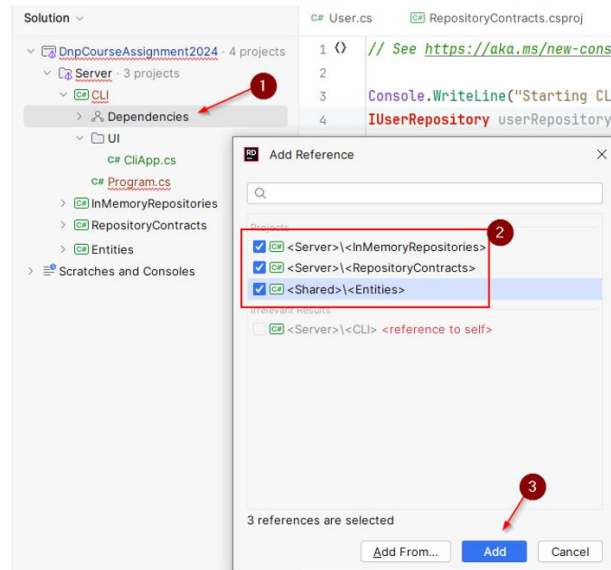 Solution
C# User.cs
C# RepositoryContracts.csproj
DnpCourseAssignment2024 · 4 projects
Server · 3 projects
C# CLI
Dependencies
UI
C# CliApp.cs
C# Program.cs
C# InMemoryRepositories
C# RepositoryContracts
C# Entities
Scratches and Consoles
1 // See https://aka.ms/new-cons
2
3 Console.WriteLine("Starting CL
4 IUserRepository userRepository
1
RD Add Reference
Projects
2
C# <Server>\<InMemoryRepositories>
C# <Server>\<RepositoryContracts>
C# <Shared>\<Entities>
Irrelevant Results
C# <Server>\<CLI> <reference to self>
3
3 references are selected
Add From...
Add
Cancel